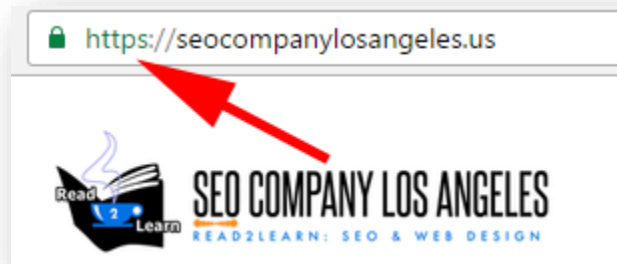 https://seocompanylosangeles.us
Read
2
Learn
SEO COMPANY LOS ANGELES
READ2LEARN: SEO & WEB DESIGN